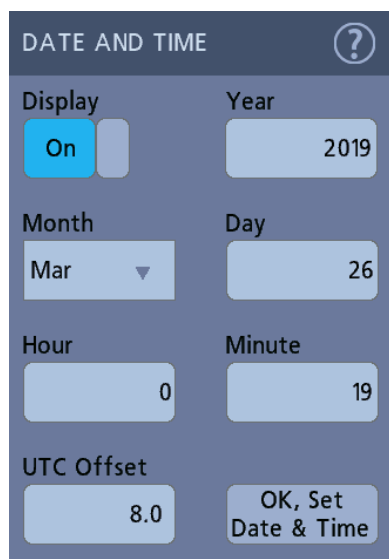 DATE AND TIME ?
Display Year
On 2019
Month Day
Mar 26
Hour Minute
0 19
UTC Offset
8.0 OK, Set
Date & Time